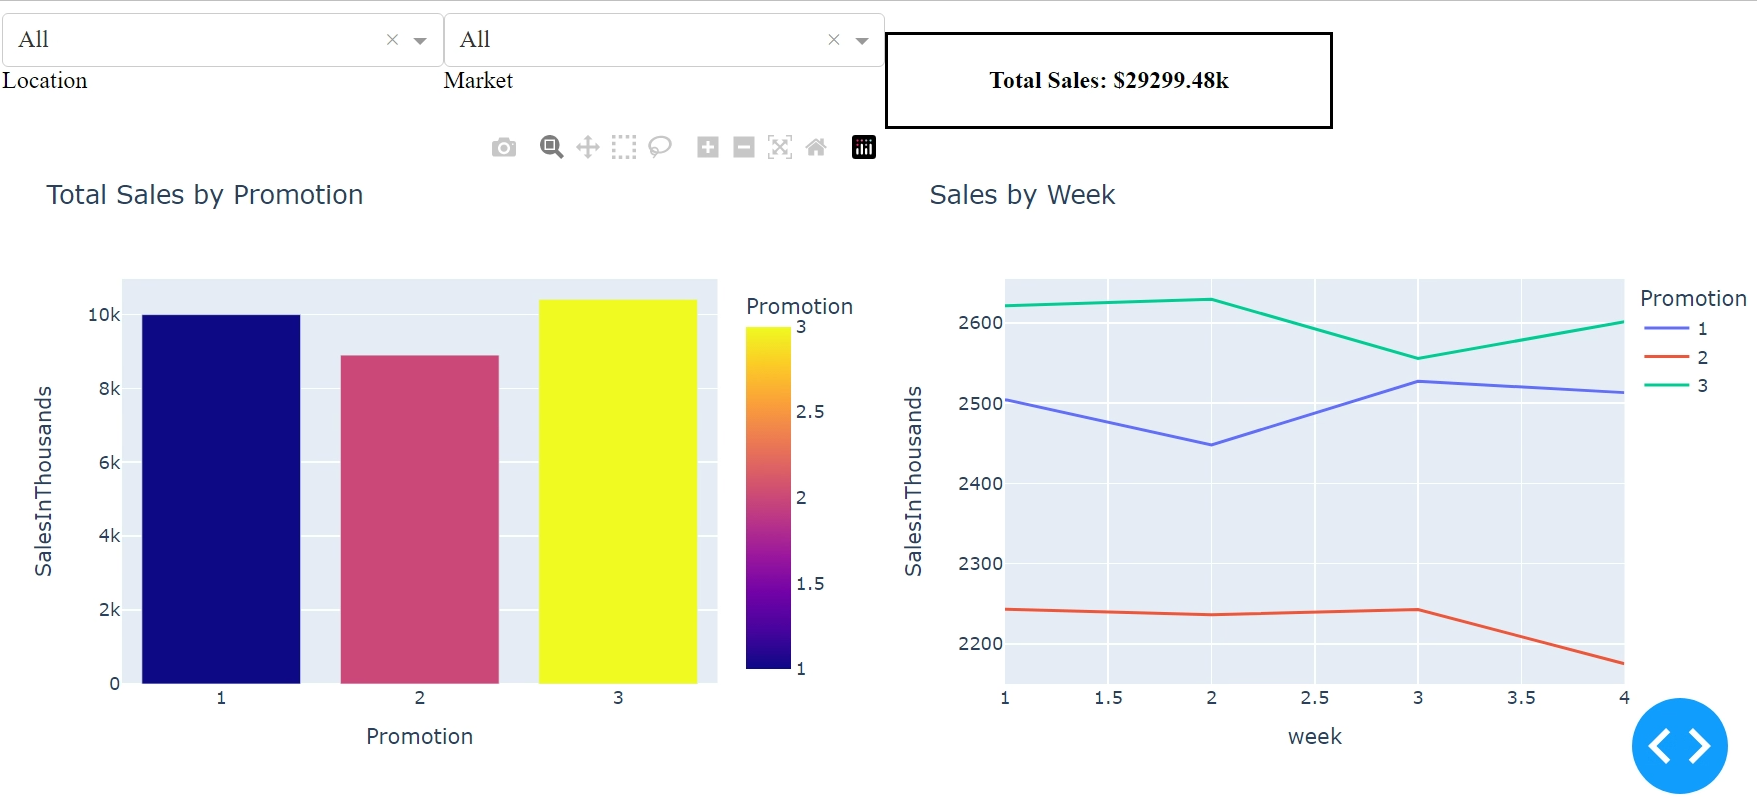 All
Location
All
Market
Total Sales: $29299.48k
Total Sales by Promotion
SalesInThousands
10k
8k
6k
4k
2k
0
1
2
3
Promotion
Promotion
3
2.5
2
1.5
1
Sales by Week
SalesInThousands
2600
2500
2400
2300
2200
1
1.5
2
2.5
3
3.5
4
week
Promotion
1
2
3